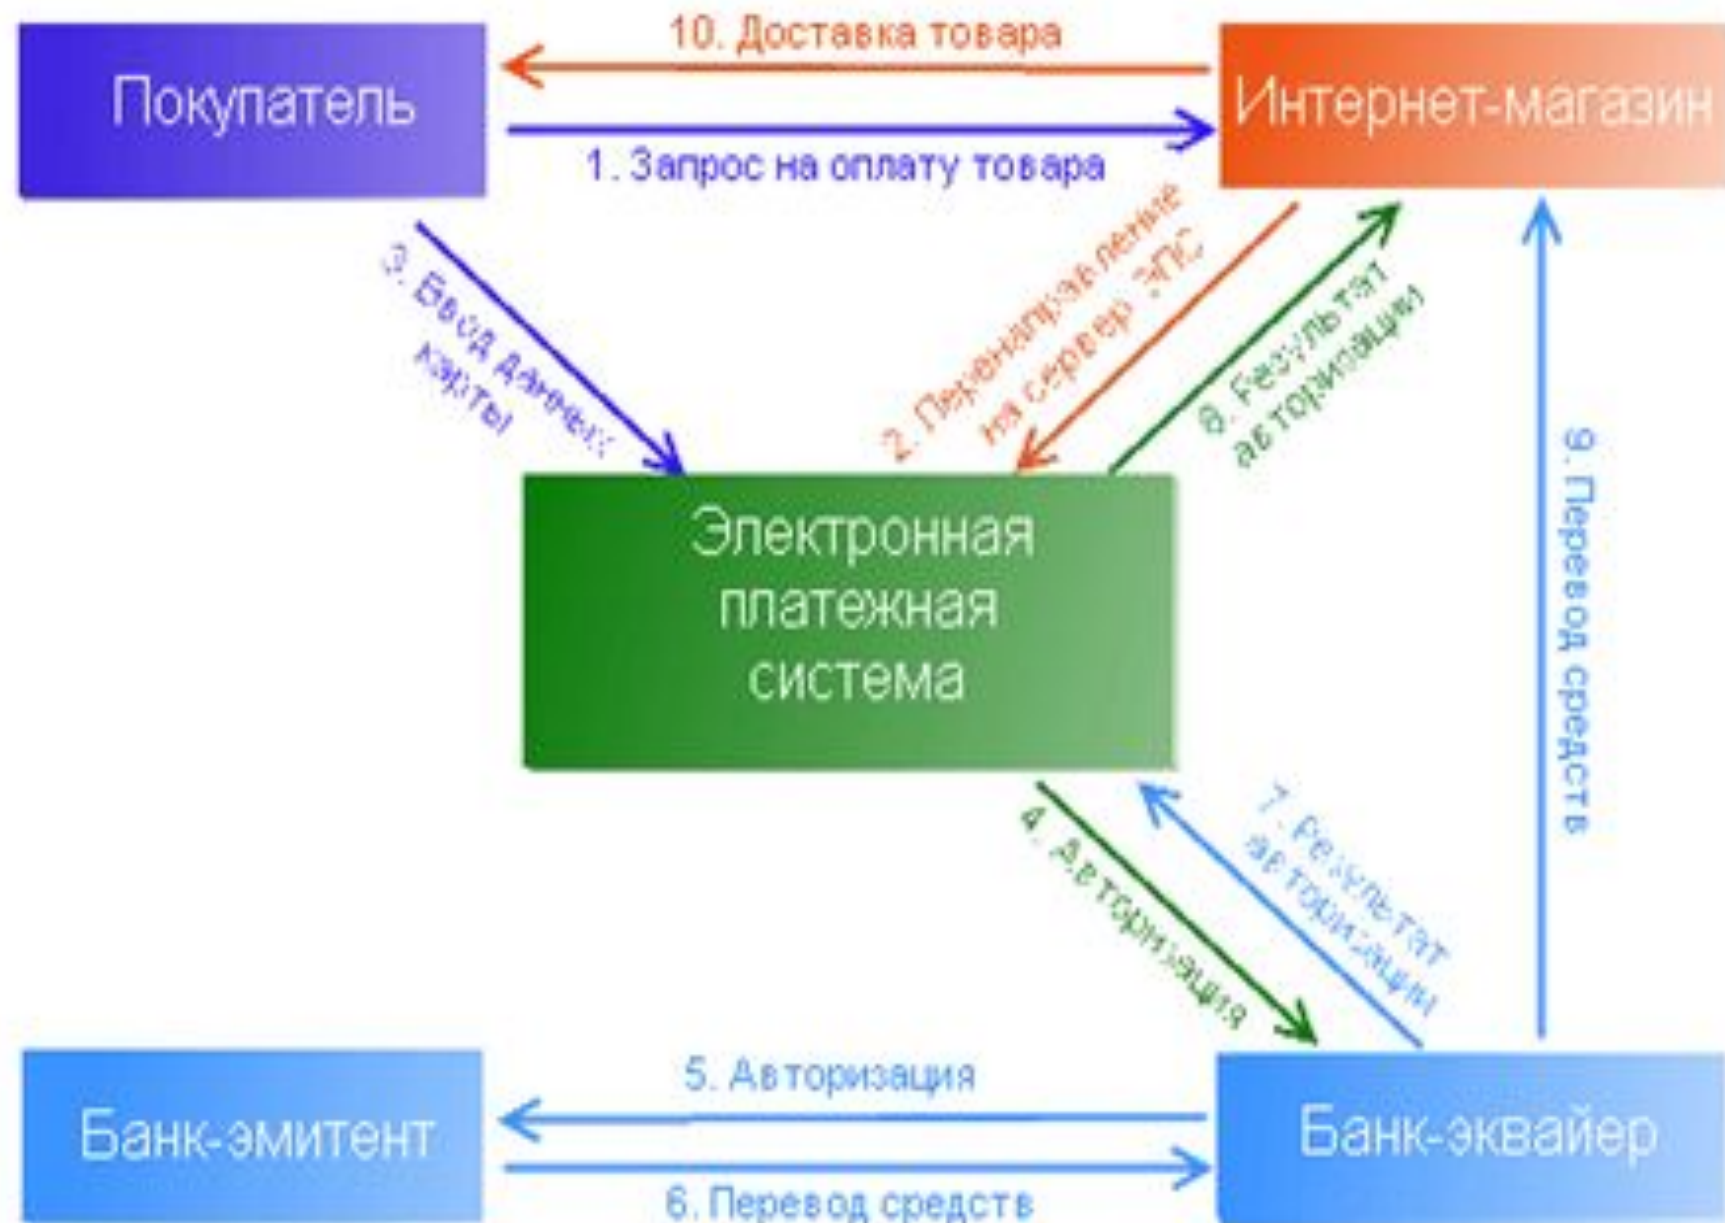 10. Доставка товара
Покупатель
Интернет-магазин
1. Запрос на оплату товара
3. Ввод данных
карты
2. Перенаправление
на сервер ЭПС
8. Результат
авторизации
Электронная
платежная
система
9. Перевод средств
4. Авторизация
7. Результат
авторизации
5. Авторизация
Банк-эмитент
Банк-эквайер
6. Перевод средств